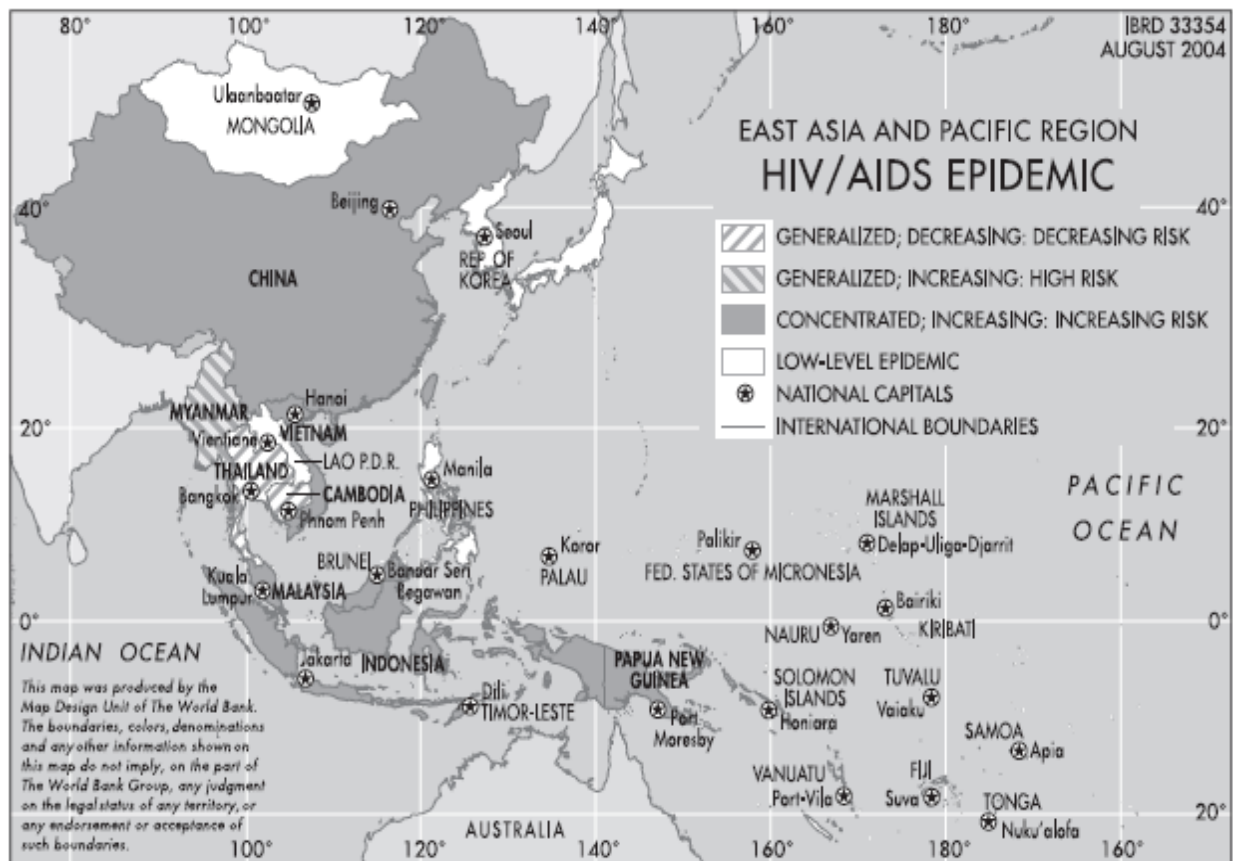 80° 100° 120° 140° 160° 180° 160°
IBRD 33354
AUGUST 2004
EAST ASIA AND PACIFIC REGION
HIV/AIDS EPIDEMIC
GENERALIZED; DECREASING: DECREASING RISK
GENERALIZED; INCREASING: HIGH RISK
CONCENTRATED; INCREASING: INCREASING RISK
LOW-LEVEL EPIDEMIC
NATIONAL CAPITALS
INTERNATIONAL BOUNDARIES
Ulaanbaatar
MONGOLIA
40° 40°
Beijing
Seoul
REP. OF
KOREA
CHINA
Hanoi
MYANMAR
20° 20°
Vientiane
VIETNAM
LAO P.D.R.
THAILAND
Bangkok
CAMBODIA
Phnom Penh
Manila
PHILIPPINES
PACIFIC
OCEAN
MARSHALL
ISLANDS
Delap-Uliga-Djarrit
Koror
PALAU
Palikir
FED. STATES OF MICRONESIA
BRUNEI
Bandar Seri
Begawan
Kuala
Lumpur
MALAYSIA
Bairiki
KIRIBATI
0° 0°
NAURU
Yaren
INDIAN OCEAN
Jakarta
INDONESIA
PAPUA NEW
GUINEA
Port
Moresby
SOLOMON
ISLANDS
Honiara
TUVALU
Vaiaku
Dili
TIMOR-LESTE
SAMOA
Apia
VANUATU
Port-Vila
FIJI
Suva
TONGA
Nuku'alofa
20°
AUSTRALIA
This map was produced by the
Map Design Unit of The World Bank.
The boundaries, colors, denominations
and any other information shown on
this map do not imply, on the part of
The World Bank Group, any judgment
on the legal status of any territory, or
any endorsement or acceptance of
such boundaries.
100° 120° 140° 160° 180° 160°